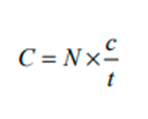 C = N × c/t